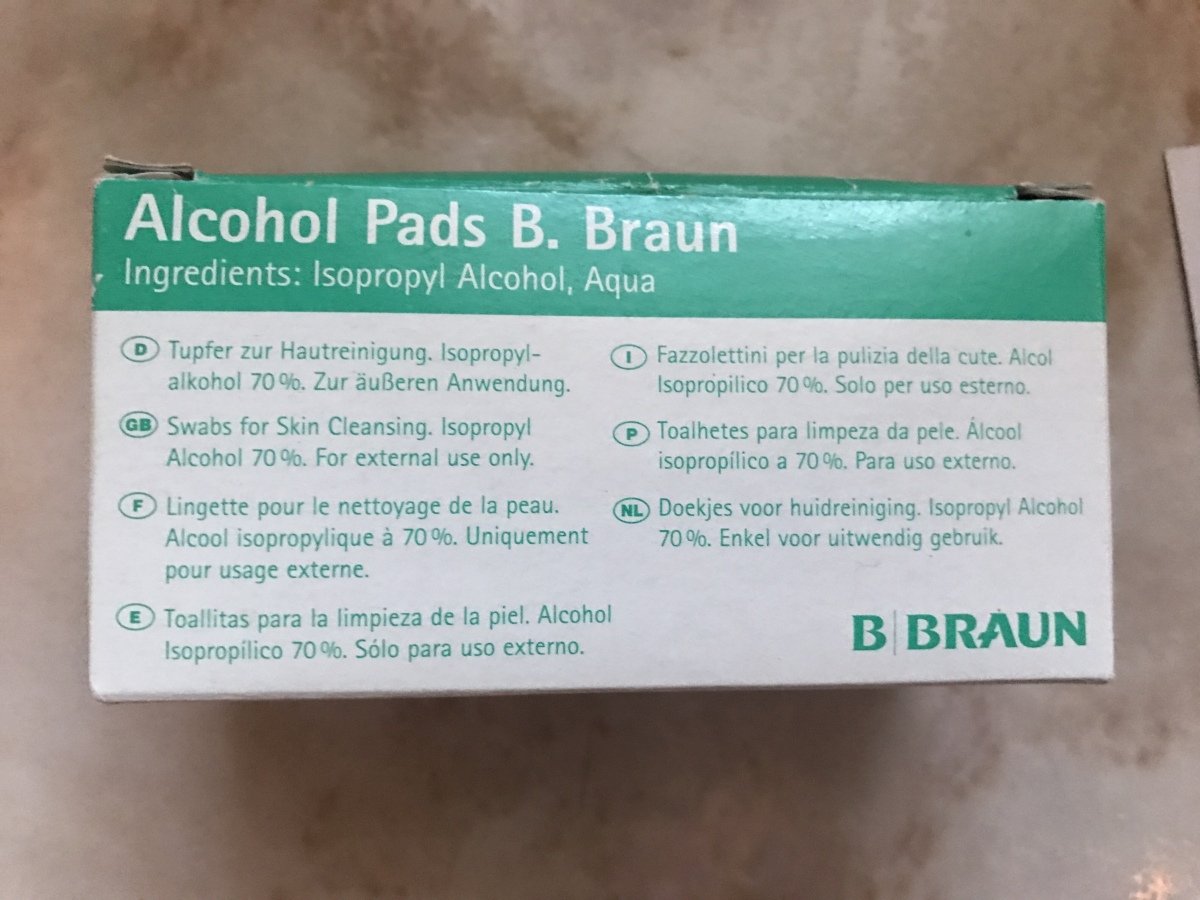 Alcohol Pads B. Braun
Ingredients: Isopropyl Alcohol, Aqua
D Tupfer zur Hautreinigung. Isopropyl-
alkohol 70 %. Zur äußeren Anwendung.
GB Swabs for Skin Cleansing. Isopropyl
Alcohol 70 %. For external use only.
F Lingette pour le nettoyage de la peau.
Alcool isopropylique à 70 %. Uniquement
pour usage externe.
E Toallitas para la limpieza de la piel. Alcohol
Isopropílico 70 %. Sólo para uso externo.
I Fazzolettini per la pulizia della cute. Alcol
Isopropilico 70 %. Solo per uso esterno.
P Toalhetes para limpeza da pele. Álcool
isopropílico a 70 %. Para uso externo.
NL Doekjes voor huidreiniging. Isopropyl Alcohol
70 %. Enkel voor uitwendig gebruik.
B | BRAUN